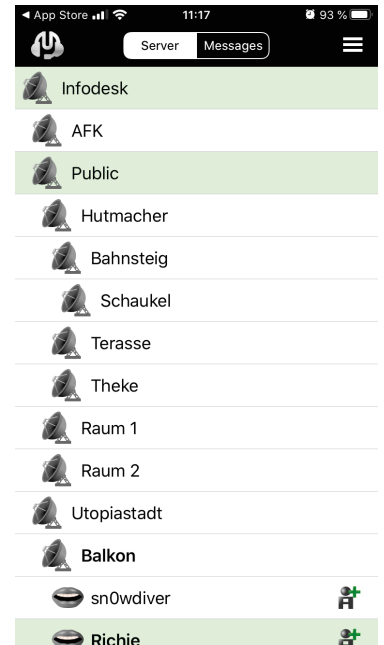 ◀ App Store 11:17 93 %
Server Messages
Infodesk
AFK
Public
Hutmacher
Bahnsteig
Schaukel
Terasse
Theke
Raum 1
Raum 2
Utopiastadt
Balkon
sn0wdiver
Richie